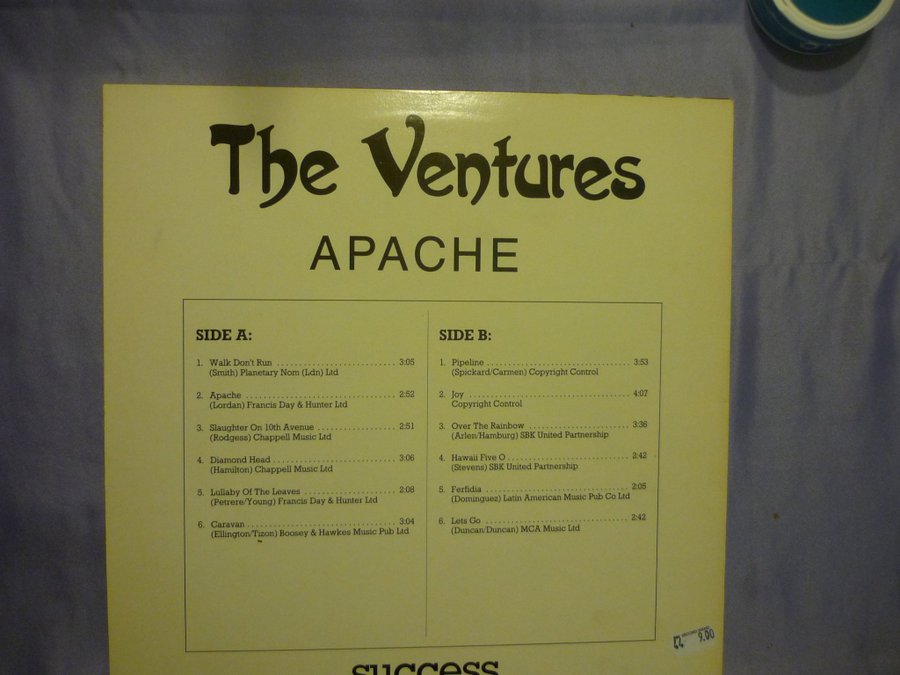 The Ventures
APACHE
SIDE A:
1. Walk Don't Run .............................. 3:05
(Smith) Planetary Nom (Ldn) Ltd
2. Apache ...................................... 2:52
(Lordan) Francis Day & Hunter Ltd
3. Slaughter On 10th Avenue .................... 2:51
(Rodgess) Chappell Music Ltd
4. Diamond Head ................................ 3:06
(Hamilton) Chappell Music Ltd
5. Lullaby Of The Leaves ....................... 2:08
(Petrere/Young) Francis Day & Hunter Ltd
6. Caravan ..................................... 3:04
(Ellington/Tizon) Boosey & Hawkes Music Pub Ltd
SIDE B:
1. Pipeline .................................... 3:53
(Spickard/Carmen) Copyright Control
2. Joy ......................................... 4:07
Copyright Control
3. Over The Rainbow ............................ 3:36
(Arlen/Hamburg) SBK United Partnership
4. Hawaii Five O ............................... 2:42
(Stevens) SBK United Partnership
5. Ferfidia .................................... 2:05
(Dominguez) Latin American Music Pub Co Ltd
6. Lets Go ..................................... 2:42
(Duncan/Duncan) MCA Music Ltd
9.00
success